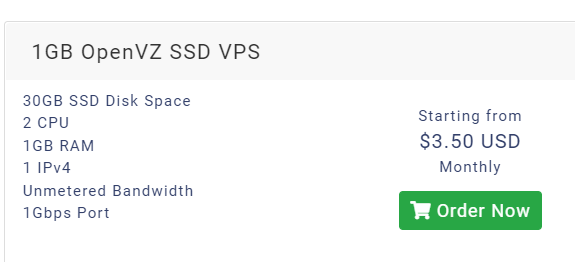 1GB OpenVZ SSD VPS
30GB SSD Disk Space
2 CPU
1GB RAM
1 IPv4
Unmetered Bandwidth
1Gbps Port
Starting from
$3.50 USD
Monthly
Order Now